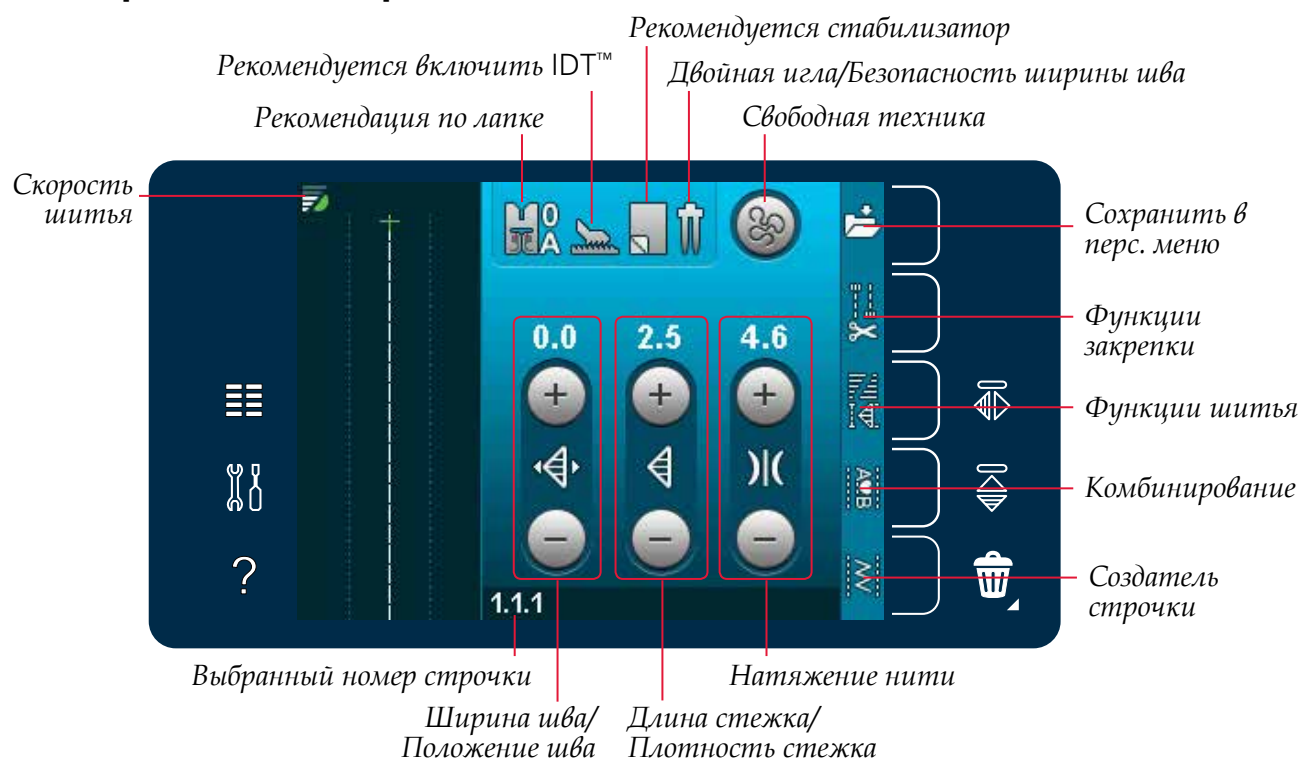 Рекомендуется стабилизатор
Рекомендуется включить IDT™
Двойная игла/Безопасность ширины шва
Рекомендация по лапке
Свободная техника
Скорость
шитья
0
A
Сохранить в
перс. меню
Функции
закрепки
0.0
2.5
4.6
Функции шитья
A B
Комбинирование
?
Создатель
строчки
1.1.1
Выбранный номер строчки
Натяжение нити
Ширина шва/
Положение шва
Длина стежка/
Плотность стежка